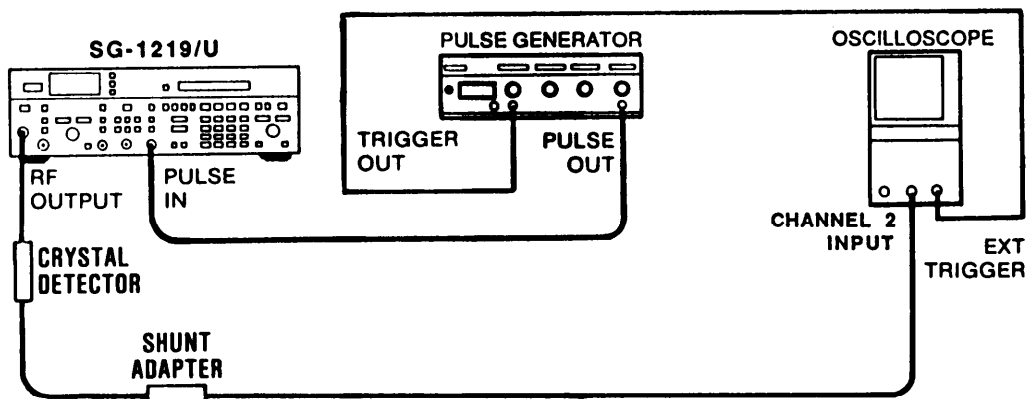 SG-1219/U
PULSE GENERATOR
OSCILLOSCOPE
TRIGGER
OUT
PULSE
OUT
RF
OUTPUT
PULSE
IN
CHANNEL 2
INPUT
EXT
TRIGGER
CRYSTAL
DETECTOR
SHUNT
ADAPTER